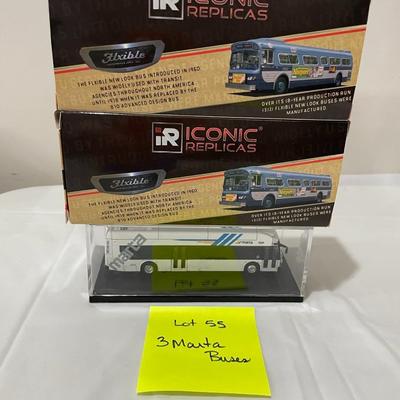 iR ICONIC®
REPLICAS
Flxible
THE FLXIBLE NEW LOOK BUS INTRODUCED IN 1960
WAS WIDELY USED WITH TRANSIT
AGENCIES THROUGHOUT NORTH AMERICA
UNTIL 1978 WHEN IT WAS REPLACED BY THE
870 ADVANCED DESIGN BUS
OVER ITS 18-YEAR PRODUCTION RUN
13121 FLXIBLE NEW LOOK BUSES WERE
MANUFACTURED.
iR ICONIC®
REPLICAS
Flxible
THE FLXIBLE NEW LOOK BUS INTRODUCED IN 1960
WAS WIDELY USED WITH TRANSIT
AGENCIES THROUGHOUT NORTH AMERICA
UNTIL 1978 WHEN IT WAS REPLACED BY THE
870 ADVANCED DESIGN BUS
OVER ITS 18-YEAR PRODUCTION RUN
13121 FLXIBLE NEW LOOK BUSES WERE
MANUFACTURED.
marta
marta
Lot 55
3 Marta
Buses